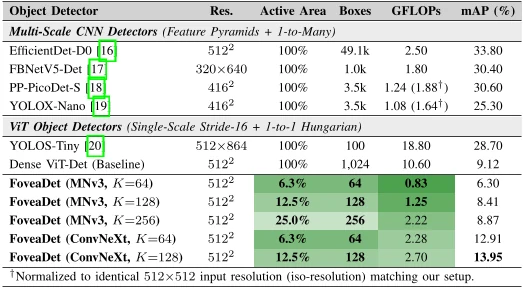 Object Detector Res. Active Area Boxes GFLOPs mAP (%)
Multi-Scale CNN Detectors (Feature Pyramids + 1-to-Many)
EfficientDet-D0 [16] 512² 100% 49.1k 2.50 33.80
FBNetV5-Det [17] 320×640 100% 1.0k 1.80 30.40
PP-PicoDet-S [18] 416² 100% 3.5k 1.24 (1.88†) 30.60
YOLOX-Nano [19] 416² 100% 3.5k 1.08 (1.64†) 25.30
ViT Object Detectors (Single-Scale Stride-16 + 1-to-1 Hungarian)
YOLOS-Tiny [20] 512×864 100% 100 18.80 28.70
Dense ViT-Det (Baseline) 512² 100% 1,024 10.60 9.12
FoveaDet (MNv3, K=64) 512² 6.3% 64 0.83 6.30
FoveaDet (MNv3, K=128) 512² 12.5% 128 1.25 8.41
FoveaDet (MNv3, K=256) 512² 25.0% 256 2.22 8.87
FoveaDet (ConvNeXt, K=64) 512² 6.3% 64 2.28 12.91
FoveaDet (ConvNeXt, K=128) 512² 12.5% 128 2.70 13.95
†Normalized to identical 512×512 input resolution (iso-resolution) matching our setup.